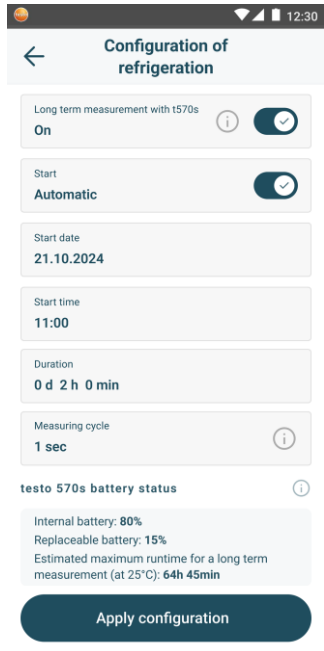 12:30
Configuration of
refrigeration
Long term measurement with t570s
On
Start
Automatic
Start date
21.10.2024
Start time
11:00
Duration
0 d 2 h 0 min
Measuring cycle
1 sec
testo 570s battery status
Internal battery: 80%
Replaceable battery: 15%
Estimated maximum runtime for a long term
measurement (at 25°C): 64h 45min
Apply configuration